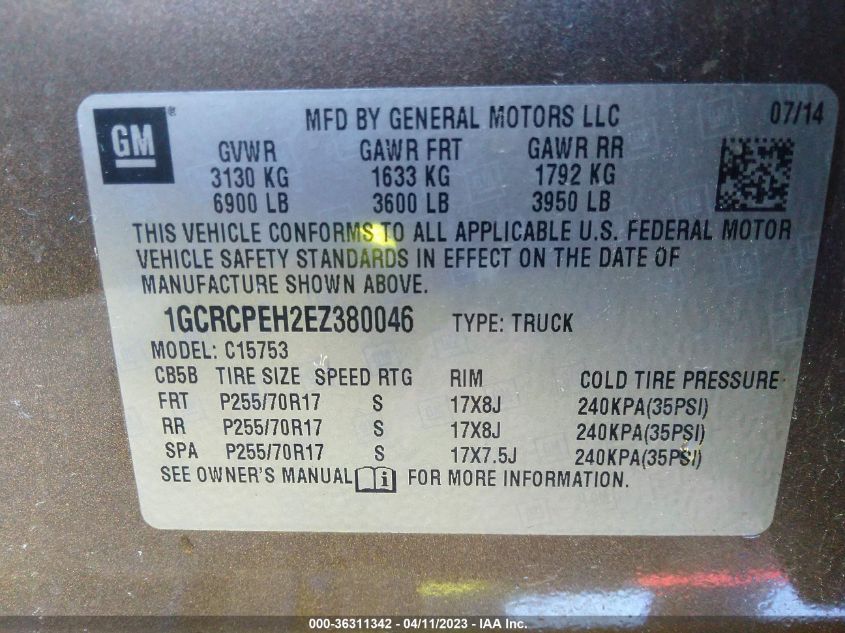 GM ®
MFD BY GENERAL MOTORS LLC 07/14
GVWR GAWR FRT GAWR RR
3130 KG 1633 KG 1792 KG
6900 LB 3600 LB 3950 LB
THIS VEHICLE CONFORMS TO ALL APPLICABLE U.S. FEDERAL MOTOR
VEHICLE SAFETY STANDARDS IN EFFECT ON THE DATE OF
MANUFACTURE SHOWN ABOVE.
1GCRCPEH2EZ380046 TYPE: TRUCK
MODEL: C15753
CB5B TIRE SIZE SPEED RTG RIM COLD TIRE PRESSURE
FRT P255/70R17 S 17X8J 240KPA(35PSI)
RR P255/70R17 S 17X8J 240KPA(35PSI)
SPA P255/70R17 S 17X7.5J 240KPA(35PSI)
SEE OWNER'S MANUAL i FOR MORE INFORMATION.
000-36311342 - 04/11/2023 - IAA Inc.